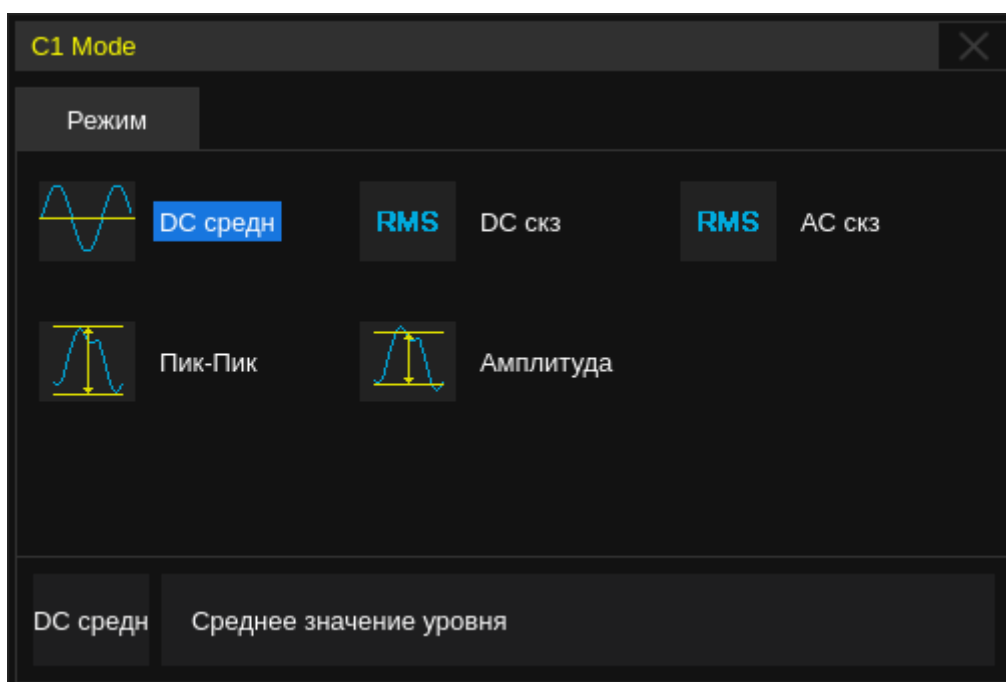 C1 Mode
Режим
DC средн
RMS DC скз
RMS AC скз
Пик-Пик
Амплитуда
DC средн
Среднее значение уровня